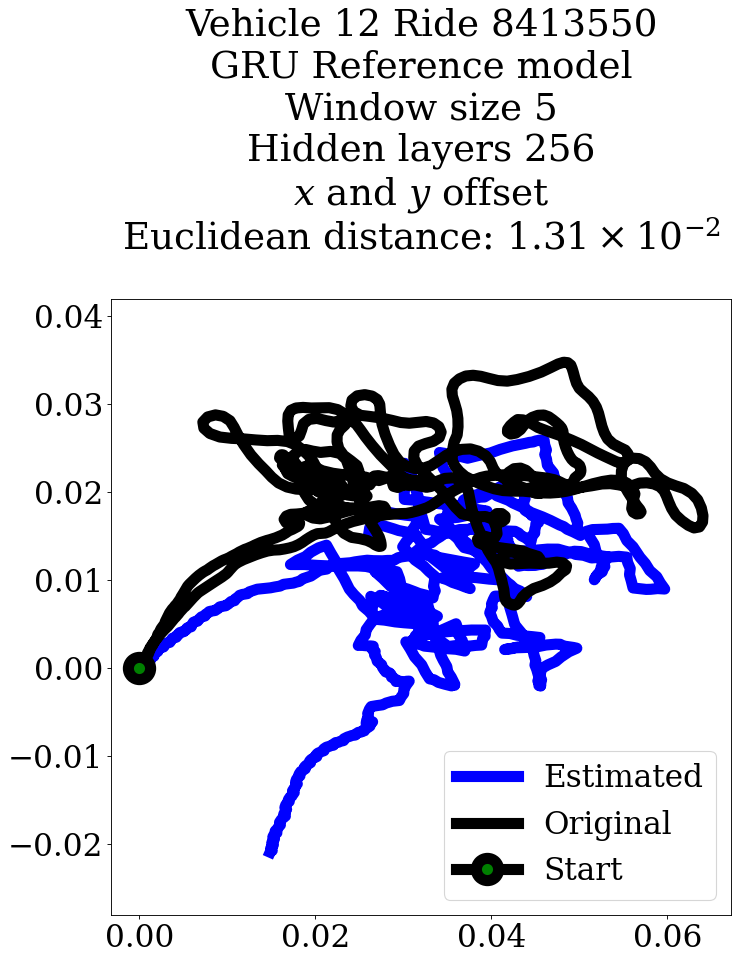 Vehicle 12 Ride 8413550
GRU Reference model
Window size 5
Hidden layers 256
x and y offset
Euclidean distance: 1.31 × 10⁻²
0.04
0.03
0.02
0.01
0.00
−0.01
−0.02
Estimated
Original
Start
0.00 0.02 0.04 0.06